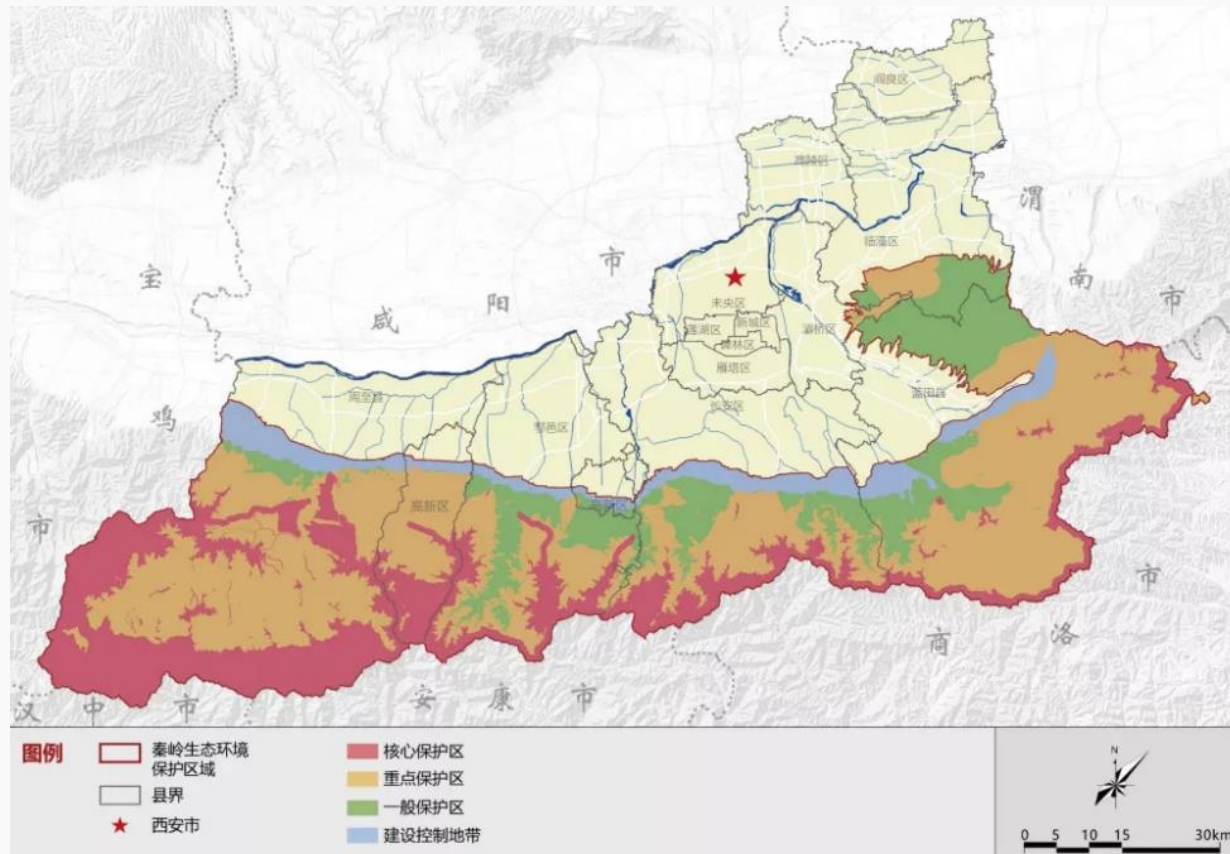 阎良区
高陵区
渭
临潼区
宝
市
南
咸
阳
市
未央区
莲湖区
新城区
灞桥区
碑林区
雁塔区
周至县
蓝田县
长安区
鄠邑区
鸡
高新区
市
市
商
洛
汉
中
市
安
康
市
图例
秦岭生态环境
保护区域
县界
西安市
核心保护区
重点保护区
一般保护区
建设控制地带
N
0 5 10 15 30km